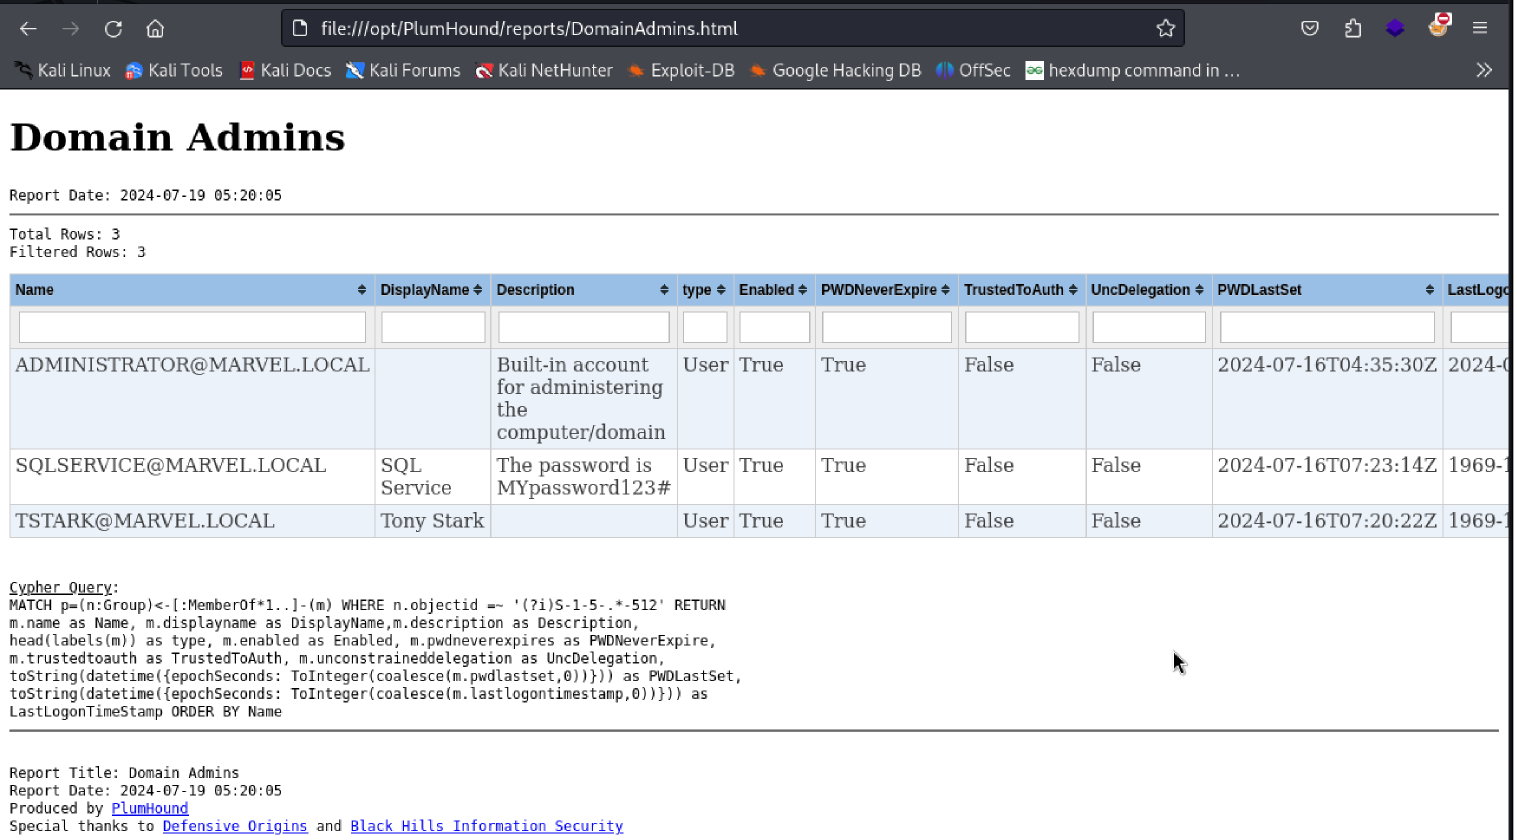 file:///opt/PlumHound/reports/DomainAdmins.html
Kali Linux Kali Tools Kali Docs Kali Forums Kali NetHunter Exploit-DB Google Hacking DB OffSec hexdump command in ...
Domain Admins
Report Date: 2024-07-19 05:20:05
Total Rows: 3
Filtered Rows: 3
Name DisplayName Description type Enabled PWDNeverExpire TrustedToAuth UncDelegation PWDLastSet LastLogo
ADMINISTRATOR@MARVEL.LOCAL Built-in account User True True False False 2024-07-16T04:35:30Z 2024-0
for administering
the
computer/domain
SQLSERVICE@MARVEL.LOCAL SQL The password is User True True False False 2024-07-16T07:23:14Z 1969-1
Service MYpassword123#
TSTARK@MARVEL.LOCAL Tony Stark User True True False False 2024-07-16T07:20:22Z 1969-1
Cypher Query:
MATCH p=(n:Group)<-[:MemberOf*1..]-(m) WHERE n.objectid =~ '(?i)S-1-5-.*-512' RETURN
m.name as Name, m.displayname as DisplayName,m.description as Description,
head(labels(m)) as type, m.enabled as Enabled, m.pwdneverexpires as PWDNeverExpire,
m.trustedtoauth as TrustedToAuth, m.unconstraineddelegation as UncDelegation,
toString(datetime({epochSeconds: ToInteger(coalesce(m.pwdlastset,0))})) as PWDLastSet,
toString(datetime({epochSeconds: ToInteger(coalesce(m.lastlogontimestamp,0))})) as
LastLogonTimeStamp ORDER BY Name
Report Title: Domain Admins
Report Date: 2024-07-19 05:20:05
Produced by PlumHound
Special thanks to Defensive Origins and Black Hills Information Security